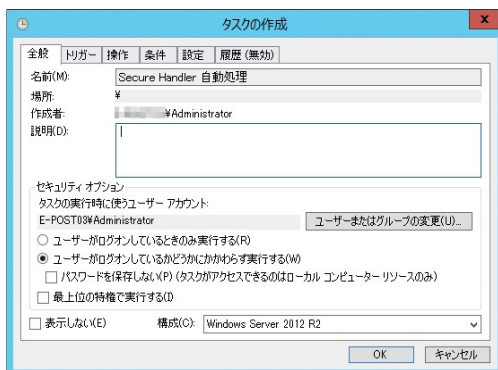 タスクの作成
x
全般 トリガー 操作 条件 設定 履歴 (無効)
名前(M): Secure Handler 自動処理
場所: ¥
作成者: ¥Administrator
説明(D):
セキュリティ オプション
タスクの実行時に使うユーザー アカウント:
E-POST03¥Administrator ユーザーまたはグループの変更(U)...
ユーザーがログオンしているときのみ実行する(R)
ユーザーがログオンしているかどうかにかかわらず実行する(W)
パスワードを保存しない(P) (タスクがアクセスできるのはローカル コンピューター リソースのみ)
最上位の特権で実行する(I)
表示しない(E) 構成(C): Windows Server 2012 R2
OK キャンセル